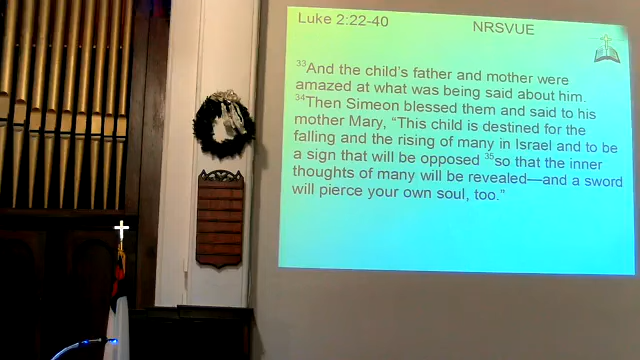 Luke 2:22-40
NRSVUE
33And the child's father and mother were
amazed at what was being said about him.
34Then Simeon blessed them and said to his
mother Mary, "This child is destined for the
falling and the rising of many in Israel and to be
a sign that will be opposed 35so that the inner
thoughts of many will be revealed—and a sword
will pierce your own soul, too."